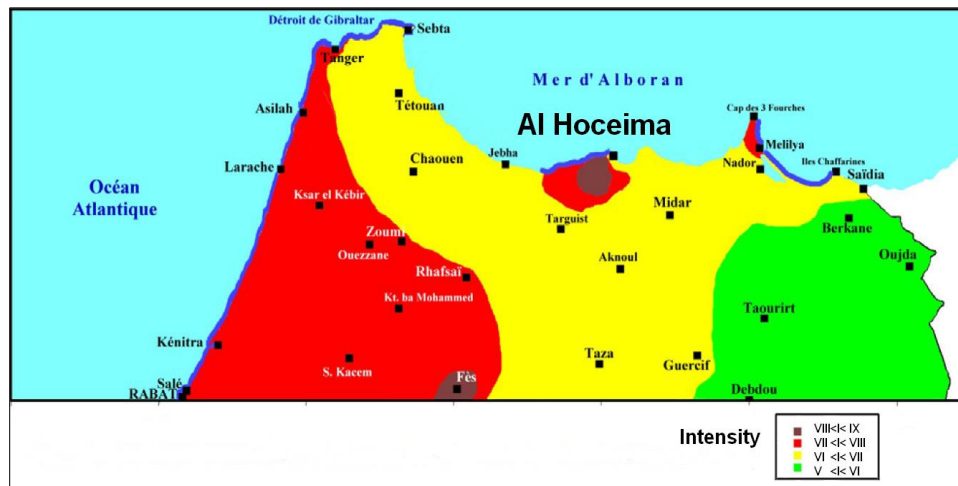 Détroit de Gibraltar
Sebta
Tanger
Mer d'Alboran
Cap des 3 Fourches
Asilah
Tétouan
Al Hoceima
Melilya
Jebha
Nador
Iles Chaffarines
Larache
Chaouen
Saïdia
Océan
Atlantique
Ksar el Kébir
Targuist
Midar
Berkane
Zoumi
Ouezzane
Aknoul
Oujda
Rhafsaï
Kt. ba Mohammed
Taourirt
Kénitra
S. Kacem
Taza
Guercif
Fès
Salé
RABAT
Debdou
Intensity
VIII<I< IX
VII <I< VIII
VI <I< VII
V <I< VI